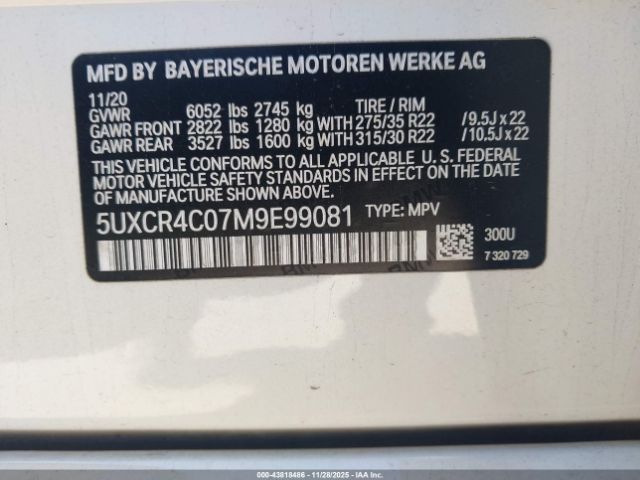 MFD BY BAYERISCHE MOTOREN WERKE AG
11/20 TIRE / RIM
GVWR 6052 lbs 2745 kg
GAWR FRONT 2822 lbs 1280 kg WITH 275/35 R22 /9.5J x 22
GAWR REAR 3527 lbs 1600 kg WITH 315/30 R22 /10.5J x 22
THIS VEHICLE CONFORMS TO ALL APPLICABLE U. S. FEDERAL
MOTOR VEHICLE SAFETY STANDARDS IN EFFECT ON THE DATE
OF MANUFACTURE SHOWN ABOVE.
5UXCR4C07M9E99081 TYPE: MPV
300U
7 320 729
000-43818486 - 11/28/2025 - IAAI